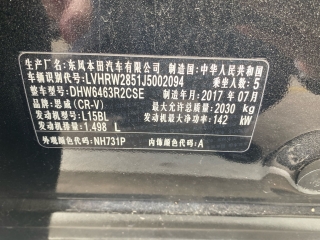 生产厂名:东风本田汽车有限公司 制造国:中华人民共和国
车辆识别代号:LVHRW2851J5002094 乘坐人数:5
整车型号:DHW6463R2CSE 制造年月:2017 年 07 月
品牌:思威(CR-V) 最大允许总质量:2030 kg
发动机型号:L15BL 发动机最大净功率:142 kW
发动机排量:1.498 L
外观颜色代码:NH731P 内饰颜色代码:A